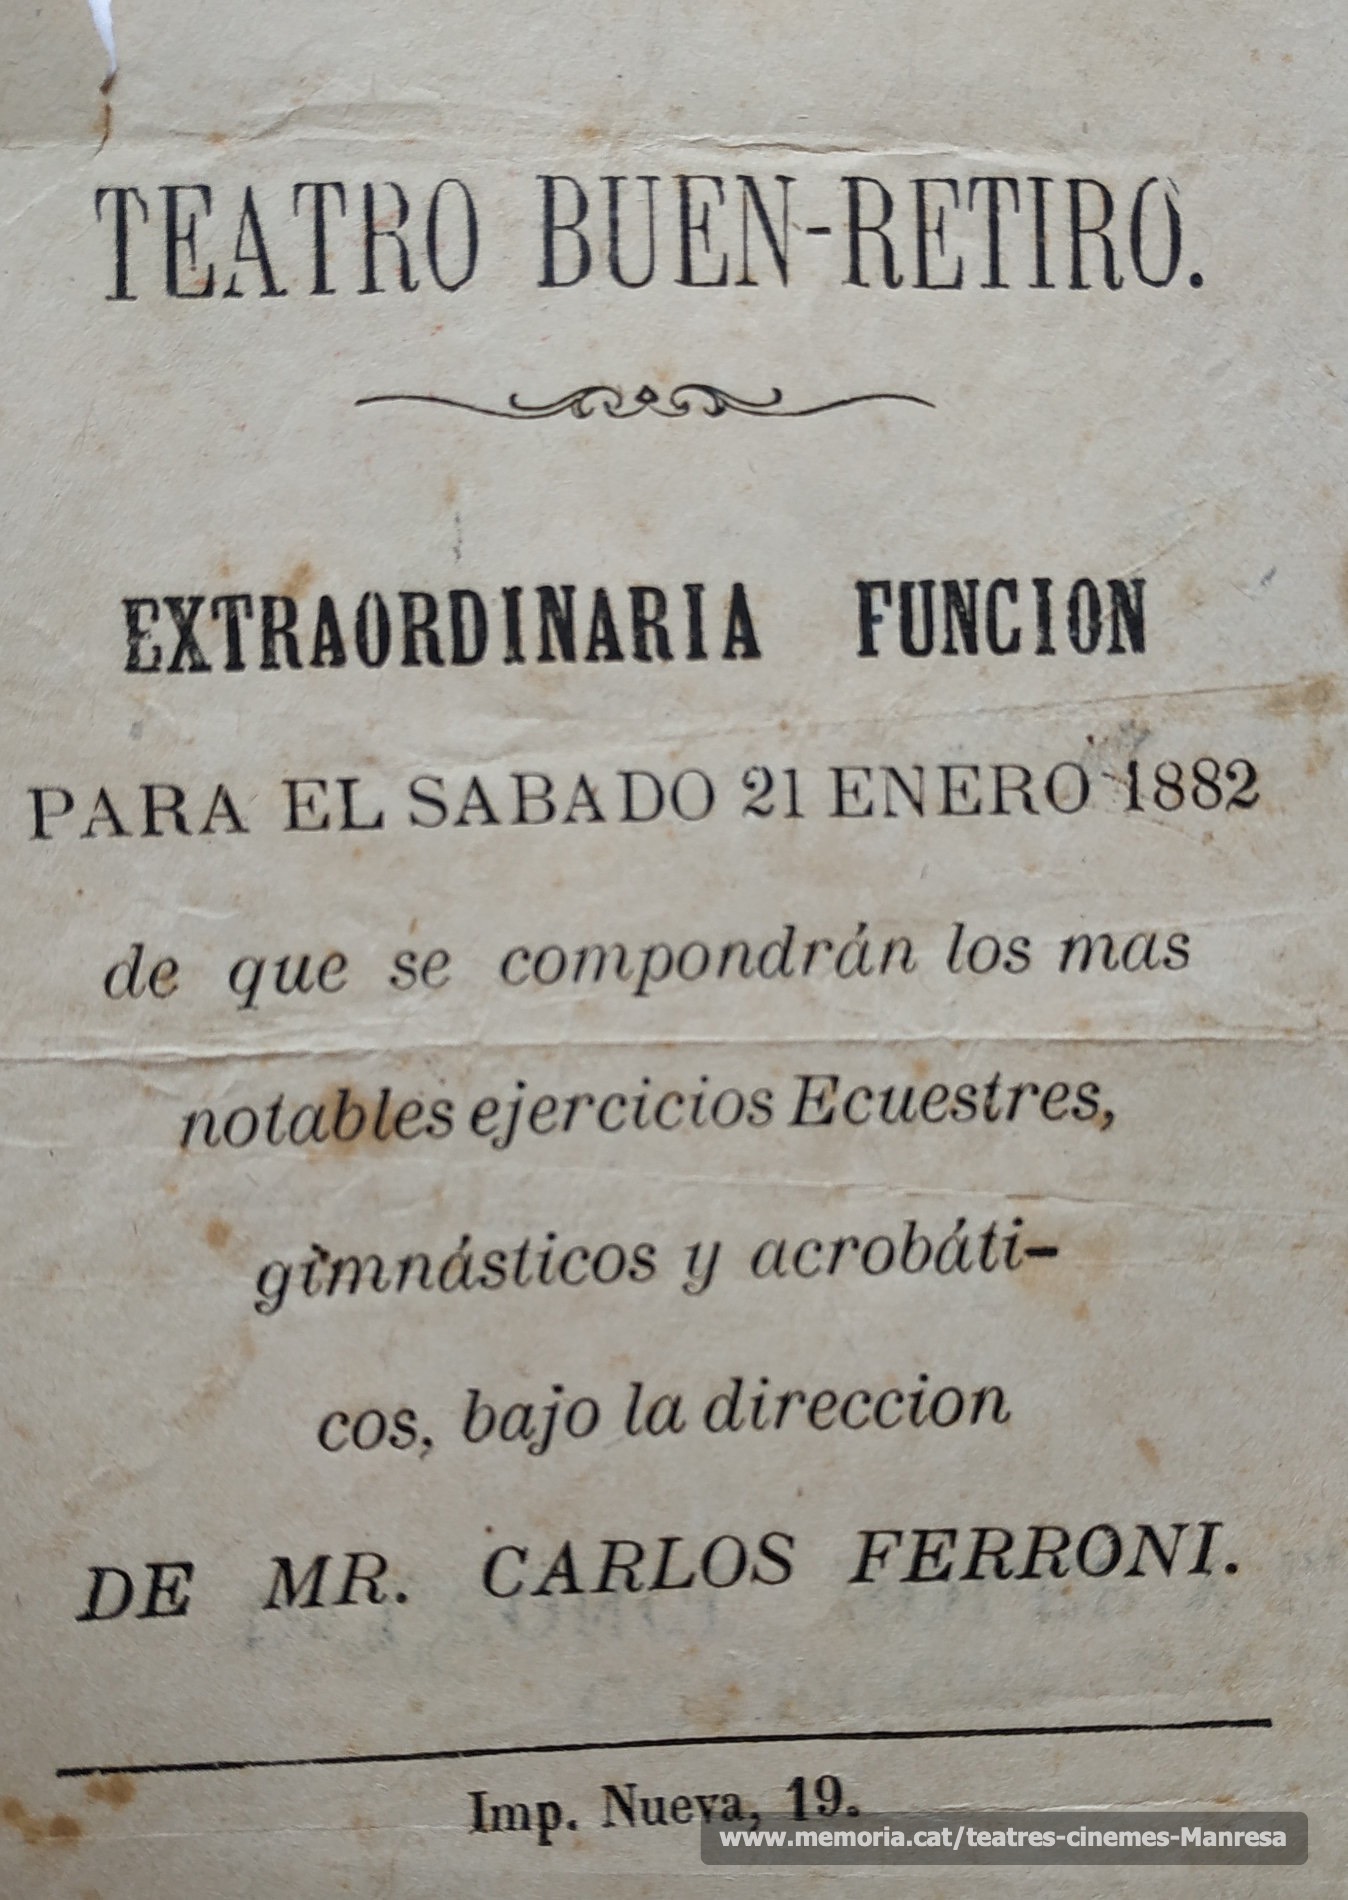 TEATRO BUEN-RETIRO.
EXTRAORDINARIA FUNCION
PARA EL SABADO 21 ENERO 1882
de que se compondrán los mas
notables ejercicios Ecuestres,
gimnásticos y acrobáti-
cos, bajo la direccion
DE MR. CARLOS FERRONI.
Imp. Nueva, 19.
www.memoria.cat/teatres-cinemes-Manresa